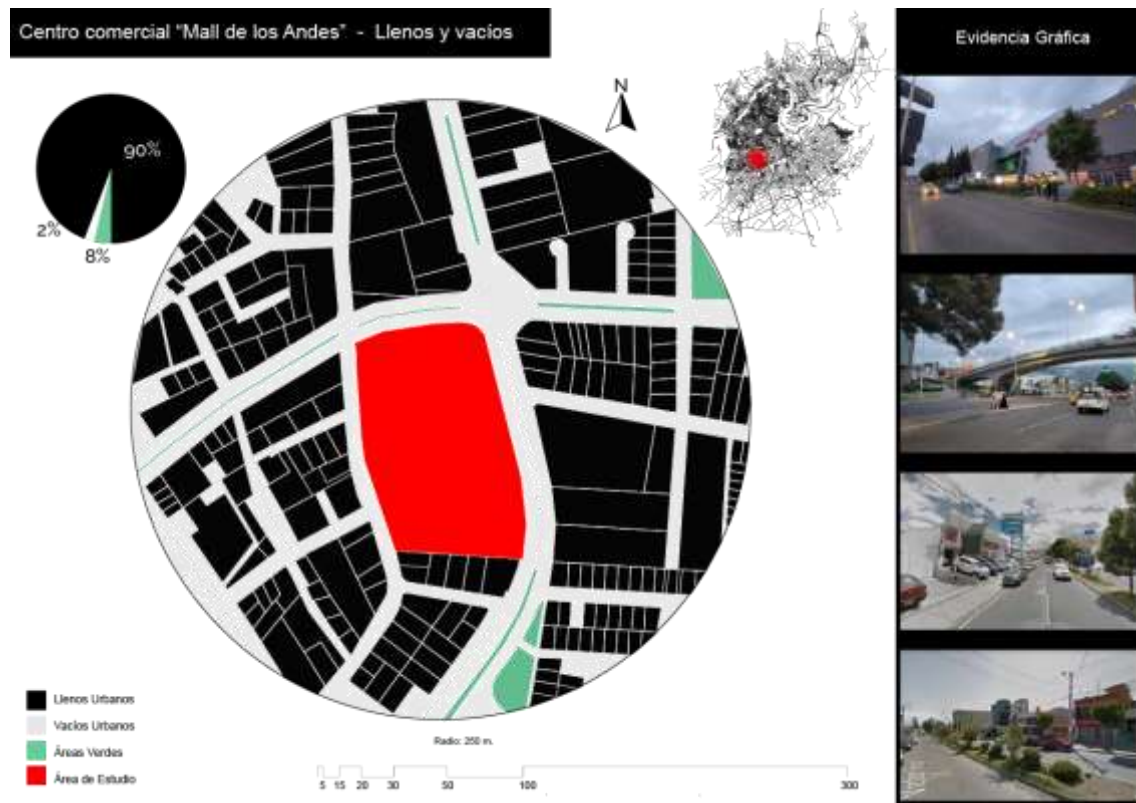 Centro comercial "Mall de los Andes" - Llenos y vacíos
Evidencia Gráfica
N
90%
2%
8%
Llenos Urbanos
Vacíos Urbanos
Áreas Verdes
Área de Estudio
Radio: 250 m.
5 15 20 30 50 100 300